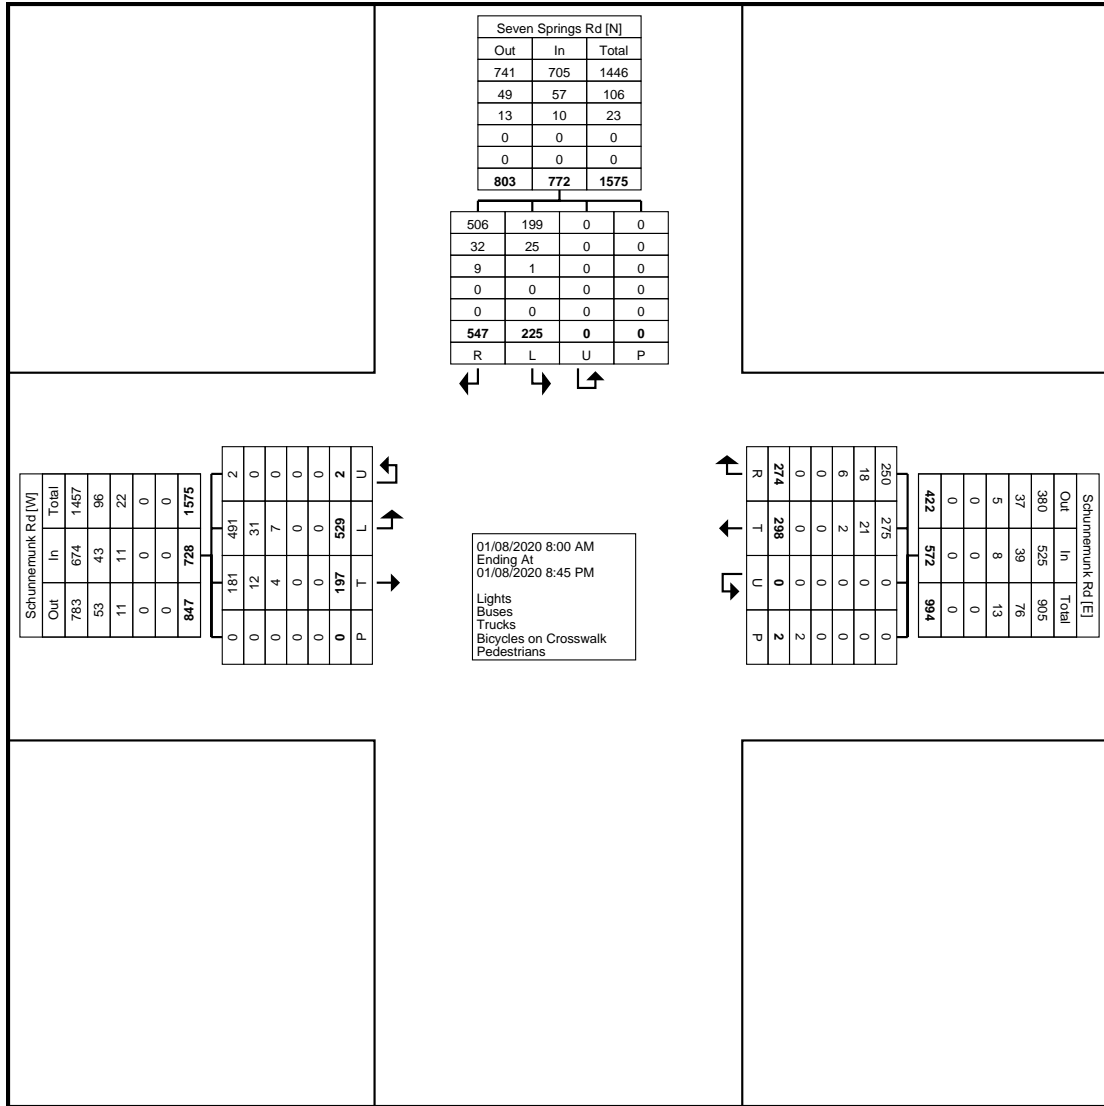 Seven Springs Rd [N]
Out In Total
741 705 1446
49 57 106
13 10 23
0 0 0
0 0 0
803 772 1575
506 199 0 0
32 25 0 0
9 1 0 0
0 0 0 0
0 0 0 0
547 225 0 0
R L U P
Schunnemunk Rd [W]
Total In Out
1457 674 783
96 43 53
22 11 11
0 0 0
0 0 0
1575 728 847
2 491 181 0
0 31 12 0
0 7 4 0
0 0 0 0
0 0 0 0
2 529 197 0
U L T P
01/08/2020 8:00 AM
Ending At
01/08/2020 8:45 PM
Lights
Buses
Trucks
Bicycles on Crosswalk
Pedestrians
R T U P
274 298 0 2
0 0 0 2
0 0 0 0
6 2 0 0
18 21 0 0
250 275 0 0
Schunnemunk Rd [E]
Out In Total
380 525 905
37 39 76
5 8 13
0 0 0
0 0 0
422 572 994